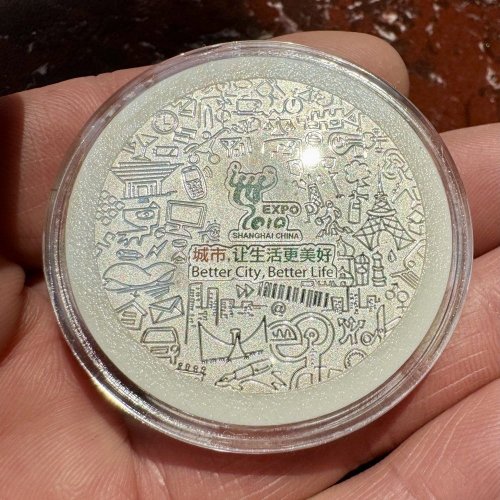 EXPO
2010
SHANGHAI CHINA
城市，让生活更美好
Better City, Better Life
@